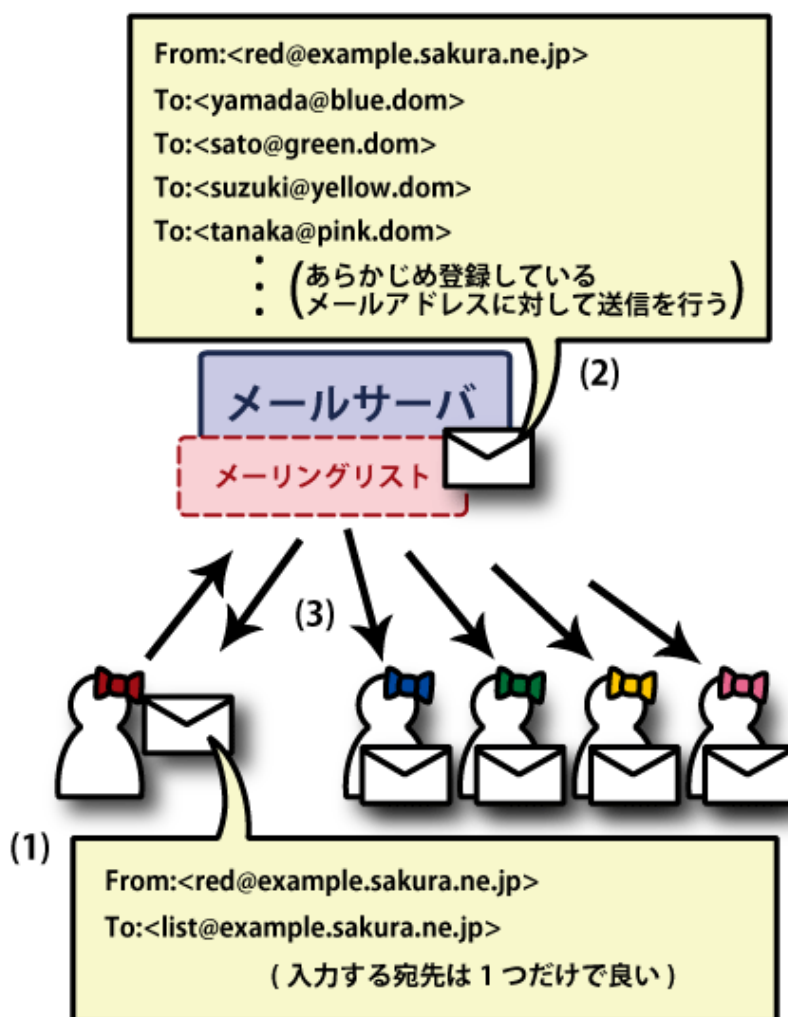 From:<red@example.sakura.ne.jp>
To:<yamada@blue.dom>
To:<sato@green.dom>
To:<suzuki@yellow.dom>
To:<tanaka@pink.dom>
(あらかじめ登録している
メールアドレスに対して送信を行う)
(2)
メールサーバ
メーリングリスト
(3)
(1)
From:<red@example.sakura.ne.jp>
To:<list@example.sakura.ne.jp>
(入力する宛先は1つだけで良い)